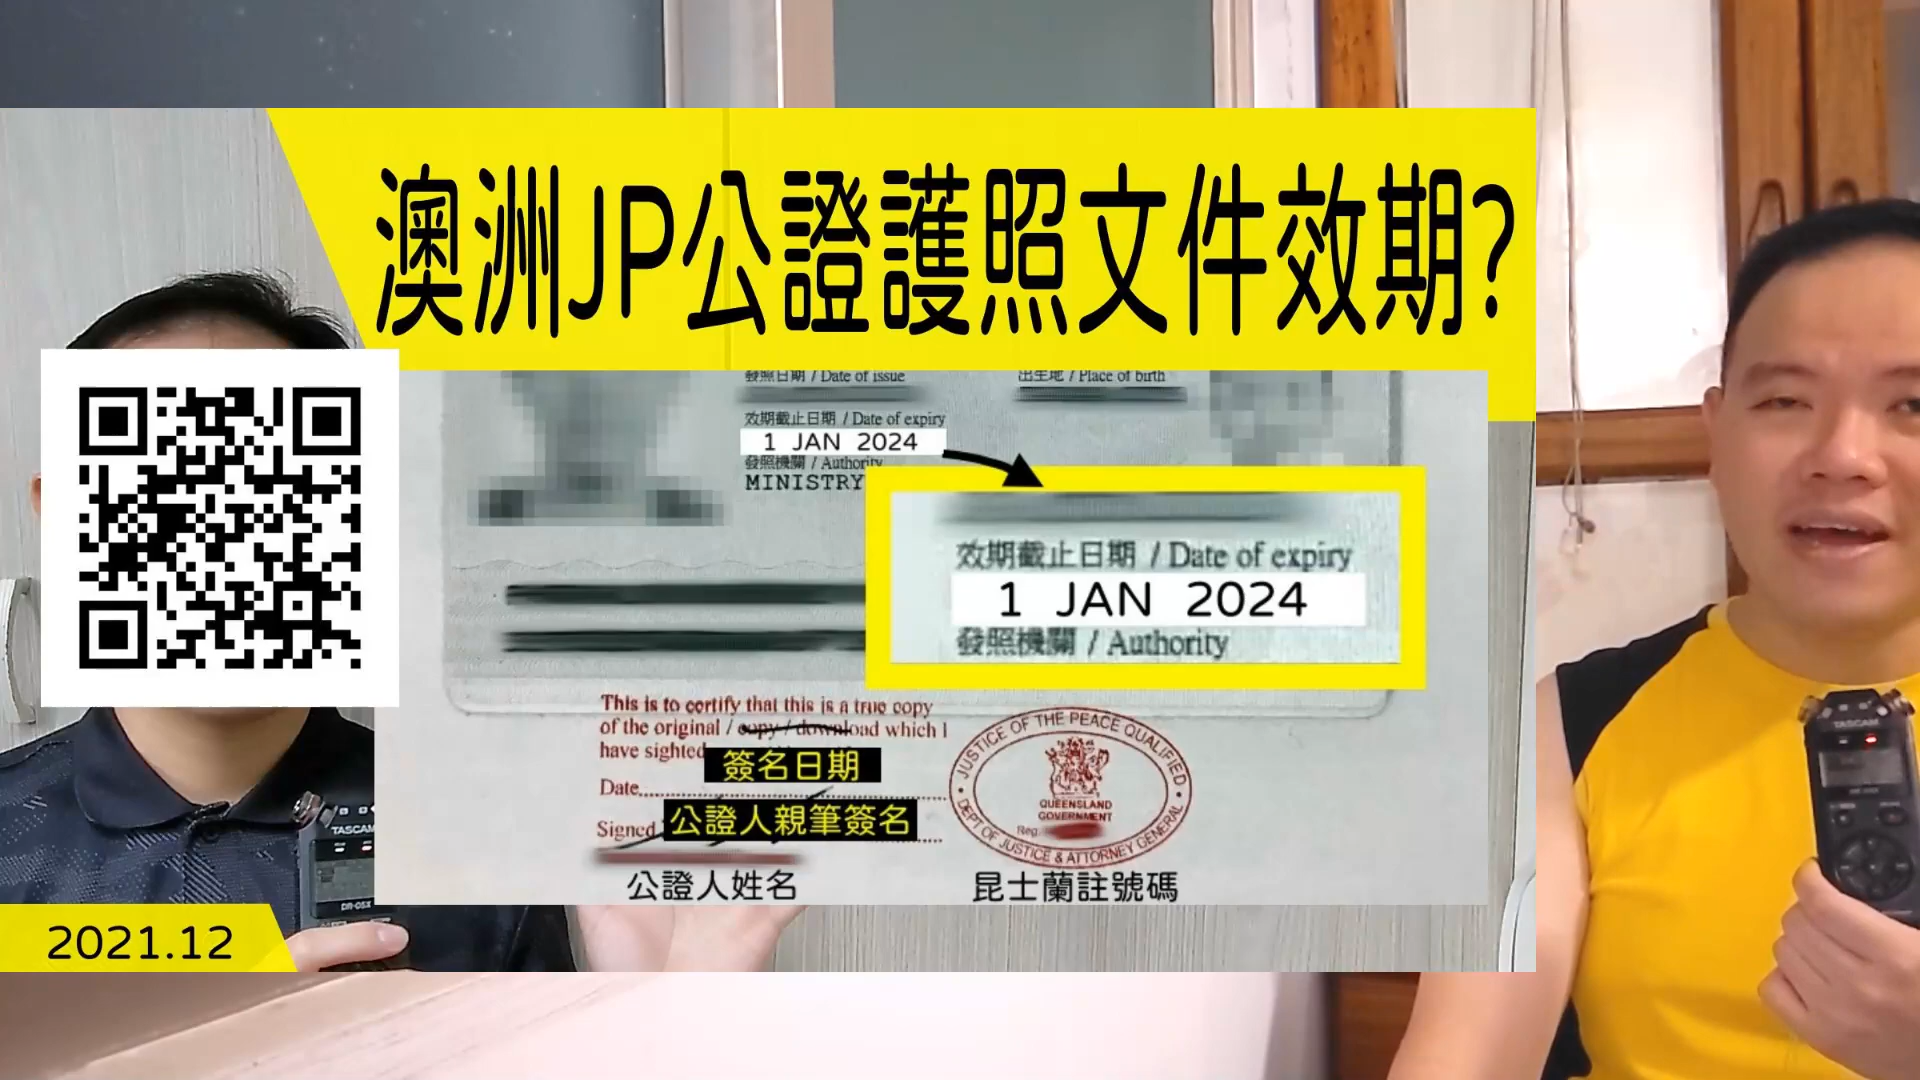 澳洲JP公證護照文件效期?
發照日期 / Date of issue
出生地 / Place of birth
效期截止日期 / Date of expiry
1 JAN 2024
發照機關 / Authority
MINISTRY
效期截止日期 / Date of expiry
1 JAN 2024
發照機關 / Authority
This is to certify that this is a true copy
of the original / copy / download which I
have sighted
簽名日期
Date
Signed
公證人親筆簽名
公證人姓名
JUSTICE OF THE PEACE QUALIFIED
QUEENSLAND
GOVERNMENT
Reg
DEPT OF JUSTICE & ATTORNEY GENERAL
昆士蘭註號碼
TASCAM
DR-05X
2021.12
TASCAM